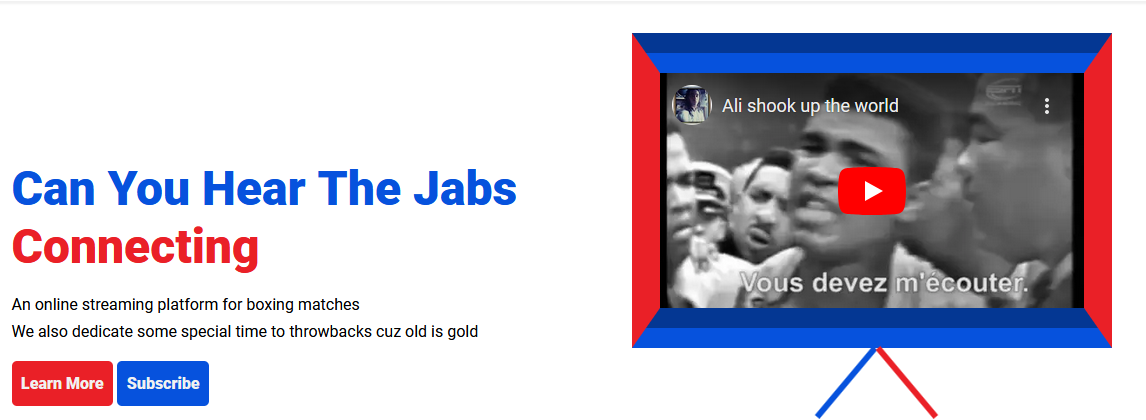 Can You Hear The Jabs
Connecting
An online streaming platform for boxing matches
We also dedicate some special time to throwbacks cuz old is gold
Learn More
Subscribe
Ali shook up the world
Vous devez m'écouter.